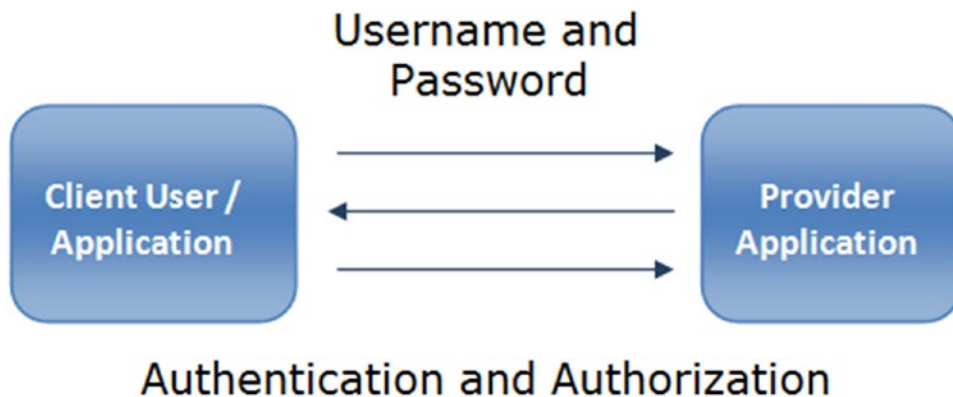 Username and
Password
Client User /
Application
Provider
Application
Authentication and Authorization